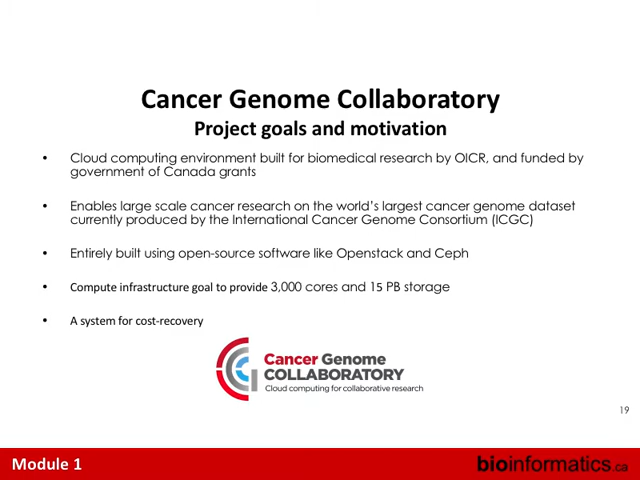 Cancer Genome Collaboratory
Project goals and motivation
• Cloud computing environment built for biomedical research by OICR, and funded by
government of Canada grants
• Enables large scale cancer research on the world's largest cancer genome dataset
currently produced by the International Cancer Genome Consortium (ICGC)
• Entirely built using open-source software like Openstack and Ceph
• Compute infrastructure goal to provide 3,000 cores and 15 PB storage
• A system for cost-recovery
Cancer Genome
COLLABORATORY
Cloud computing for collaborative research
19
Module 1
bioinformatics.ca